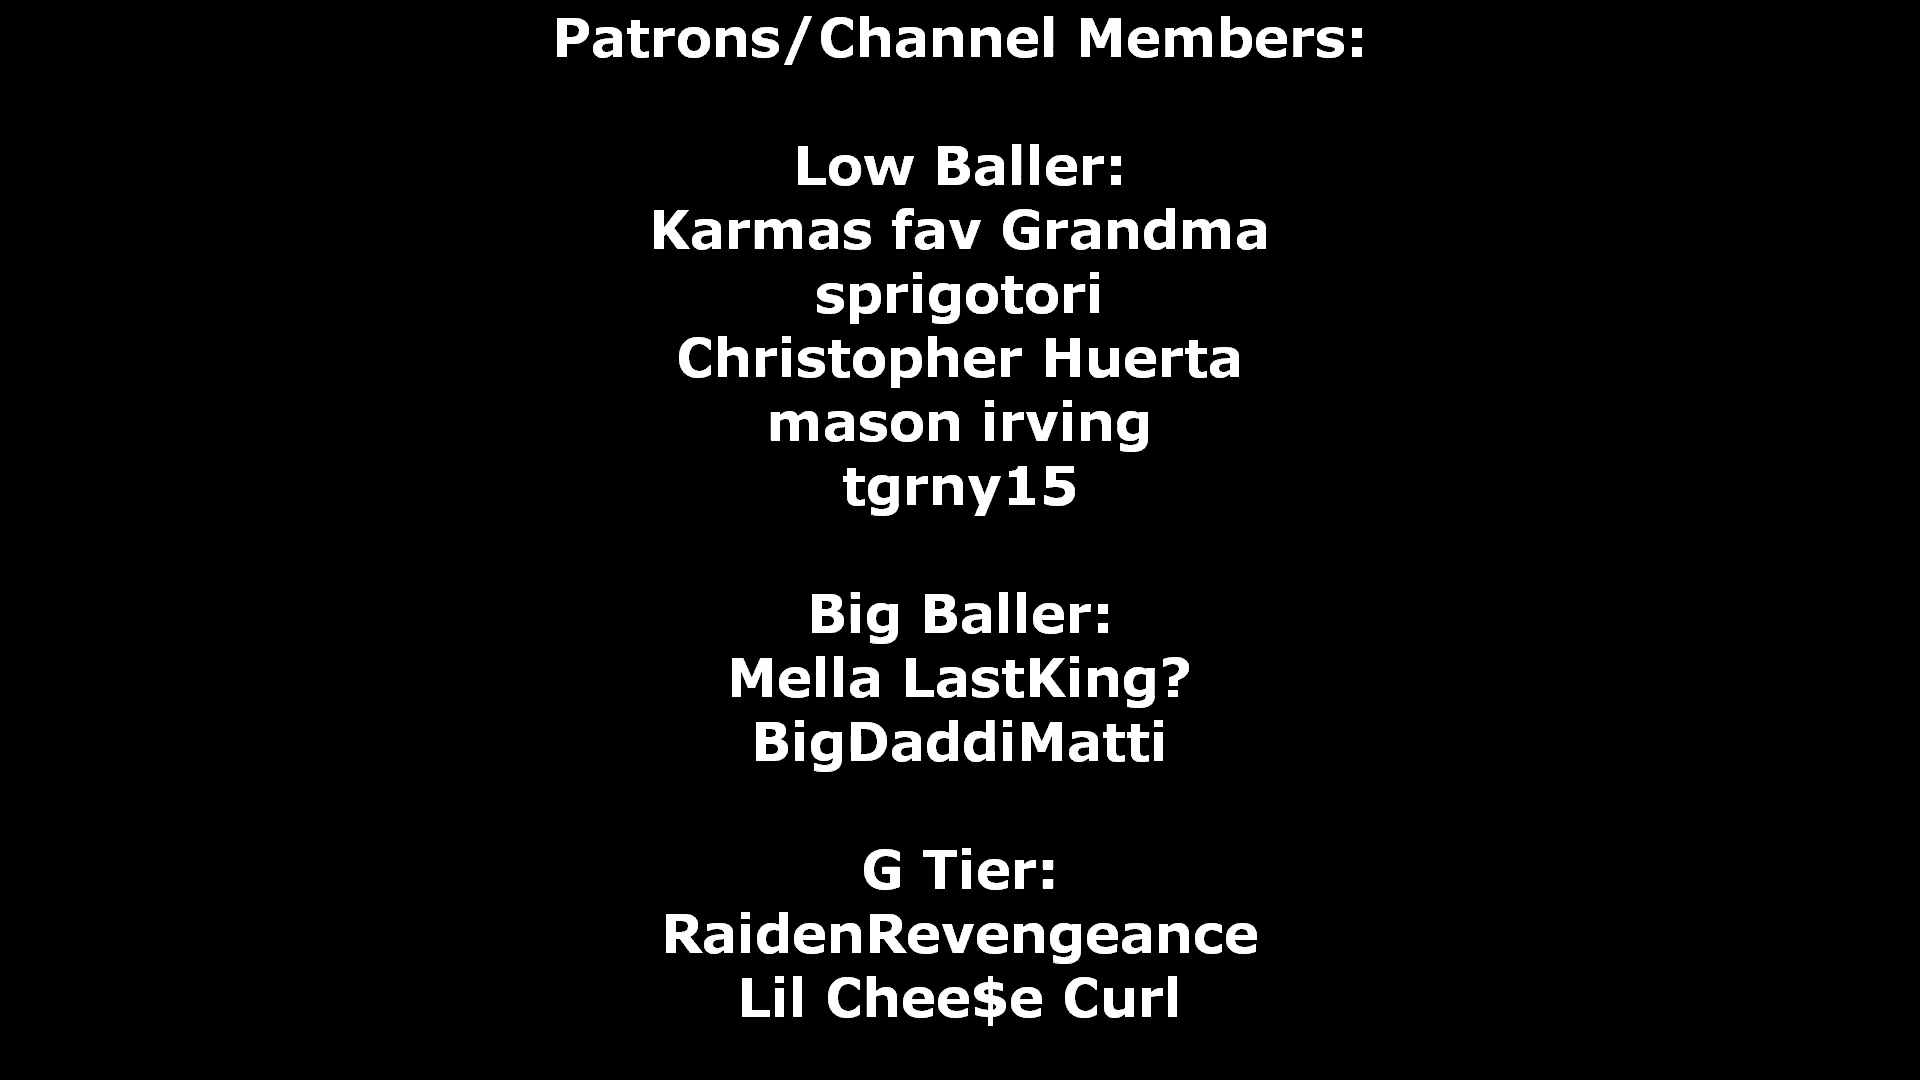 Patrons/Channel Members:
Low Baller:
Karmas fav Grandma
sprigotori
Christopher Huerta
mason irving
tgrny15
Big Baller:
Mella LastKing?
BigDaddiMatti
G Tier:
RaidenRevengeance
Lil Chee$e Curl